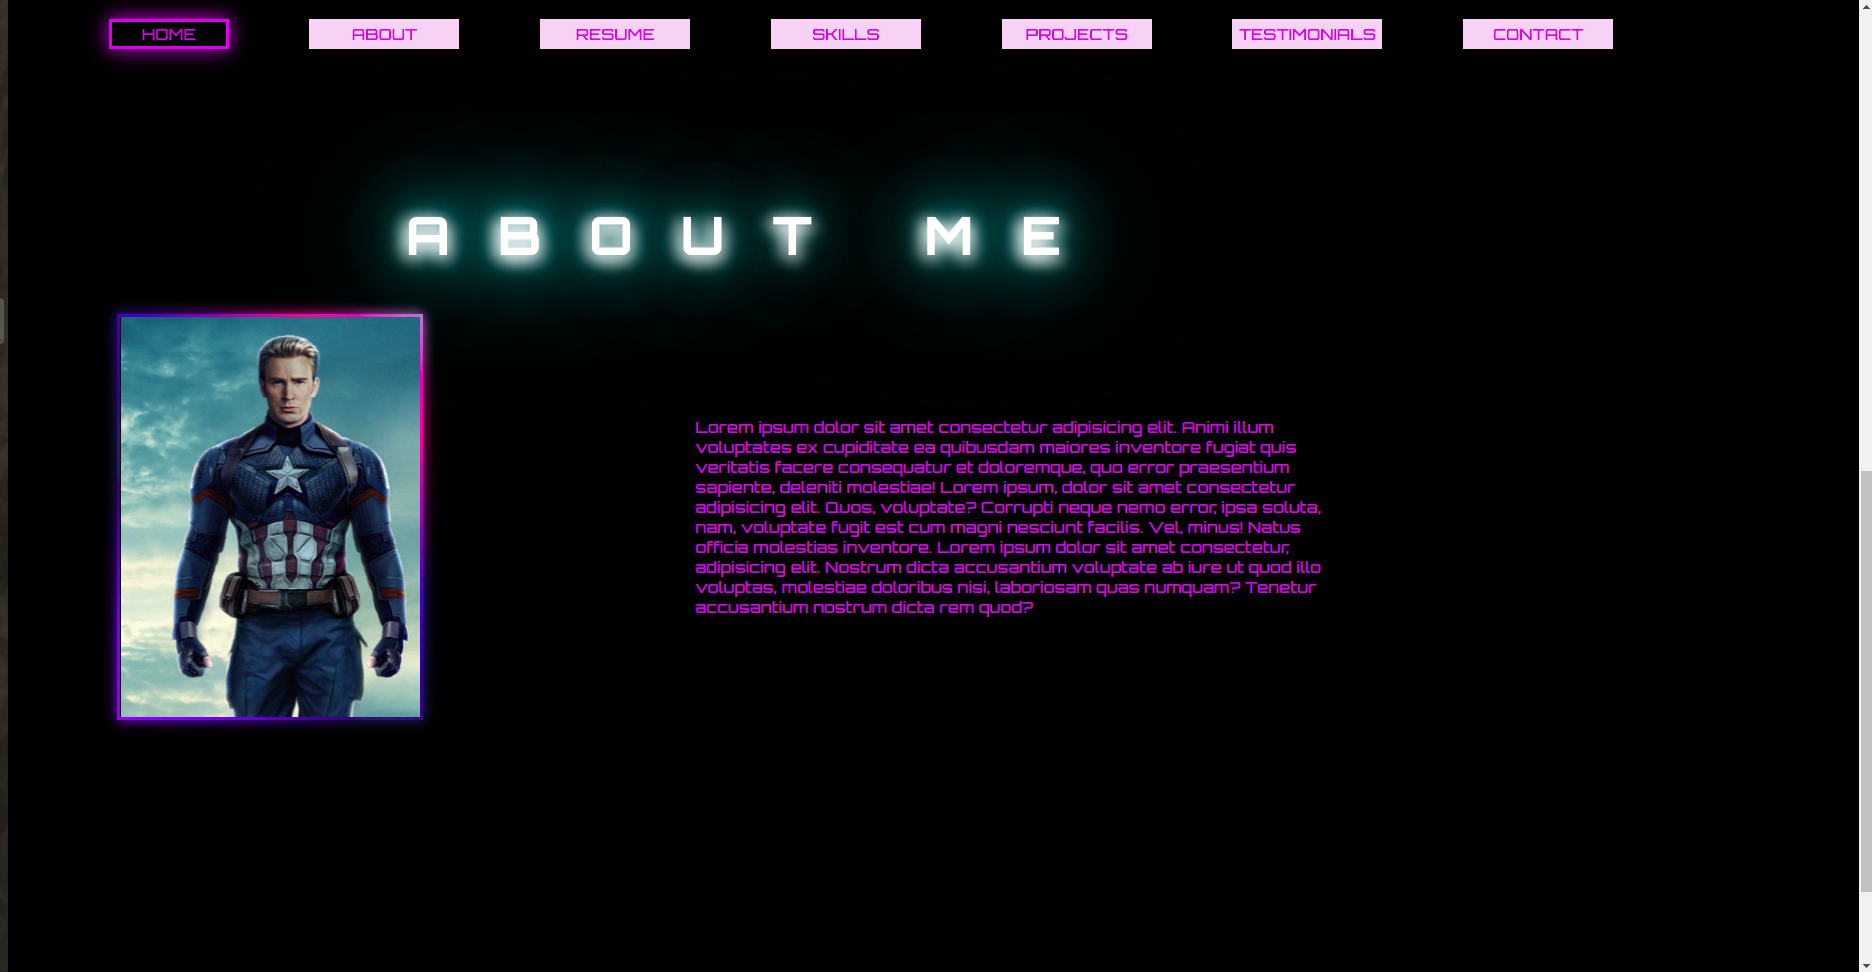 HOME
ABOUT
RESUME
SKILLS
PROJECTS
TESTIMONIALS
CONTACT
ABOUT ME
Lorem ipsum dolor sit amet consectetur adipisicing elit. Animi illum
voluptates ex cupiditate ea quibusdam maiores inventore fugiat quis
veritatis facere consequatur et doloremque, quo error praesentium
sapiente, deleniti molestiae! Lorem ipsum, dolor sit amet consectetur
adipisicing elit. Quos, voluptate? Corrupti neque nemo error, ipsa soluta,
nam, voluptate fugit est cum magni nesciunt facilis. Vel, minus! Natus
officia molestias inventore. Lorem ipsum dolor sit amet consectetur,
adipisicing elit. Nostrum dicta accusantium voluptate ab iure ut quod illo
voluptas, molestiae doloribus nisi, laboriosam quas numquam? Tenetur
accusantium nostrum dicta rem quod?